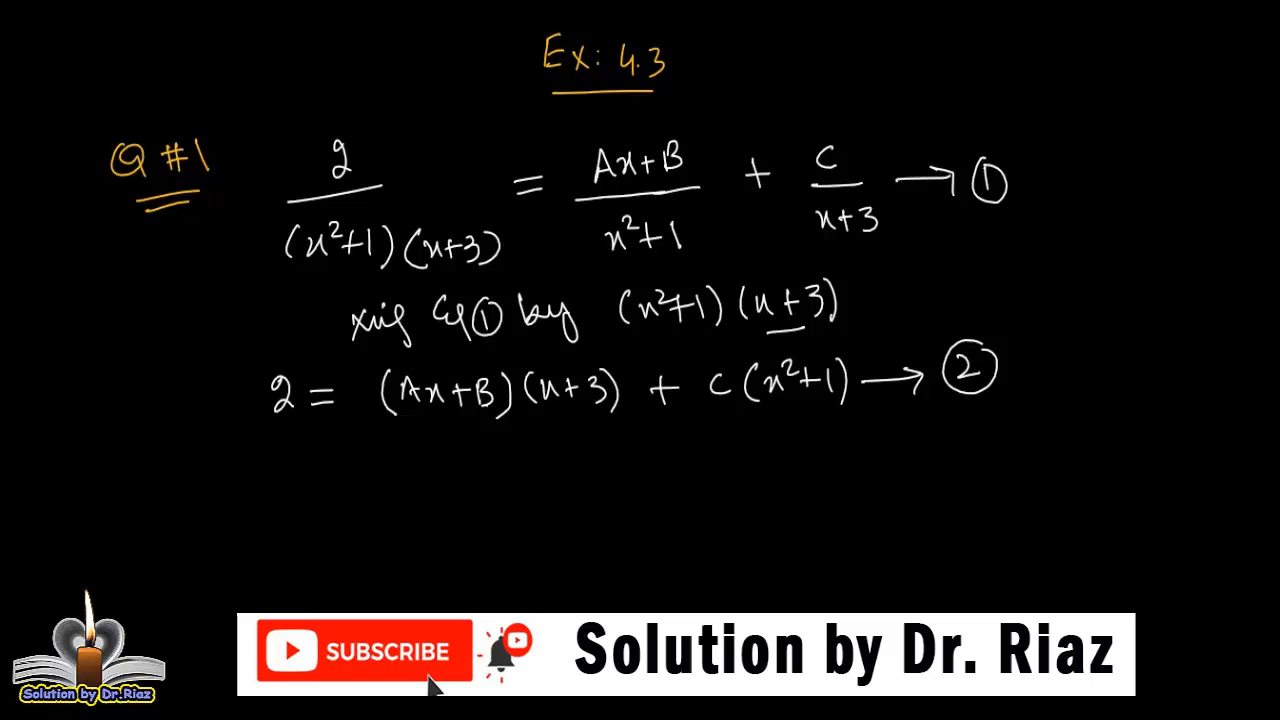 Ex: 4.3
Q #1
2/((x²+1)(x+3)) = (Ax+B)/(x²+1) + C/(x+3) → ①
xing Eq ① by (x²+1)(x+3)
2 = (Ax+B)(x+3) + C(x²+1) → ②
SUBSCRIBE
Solution by Dr. Riaz
Solution by Dr.Riaz